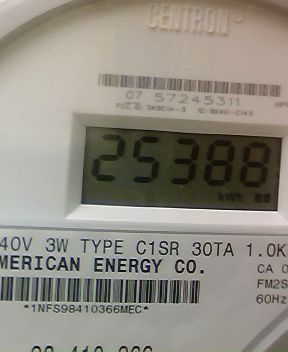 CENTRON
07 57245311
25388
kWh
40V 3W TYPE C1SR 30TA 1.0K
MERICAN ENERGY CO.
CA 0
FM2S
60Hz
*1NFS98410366MEC*